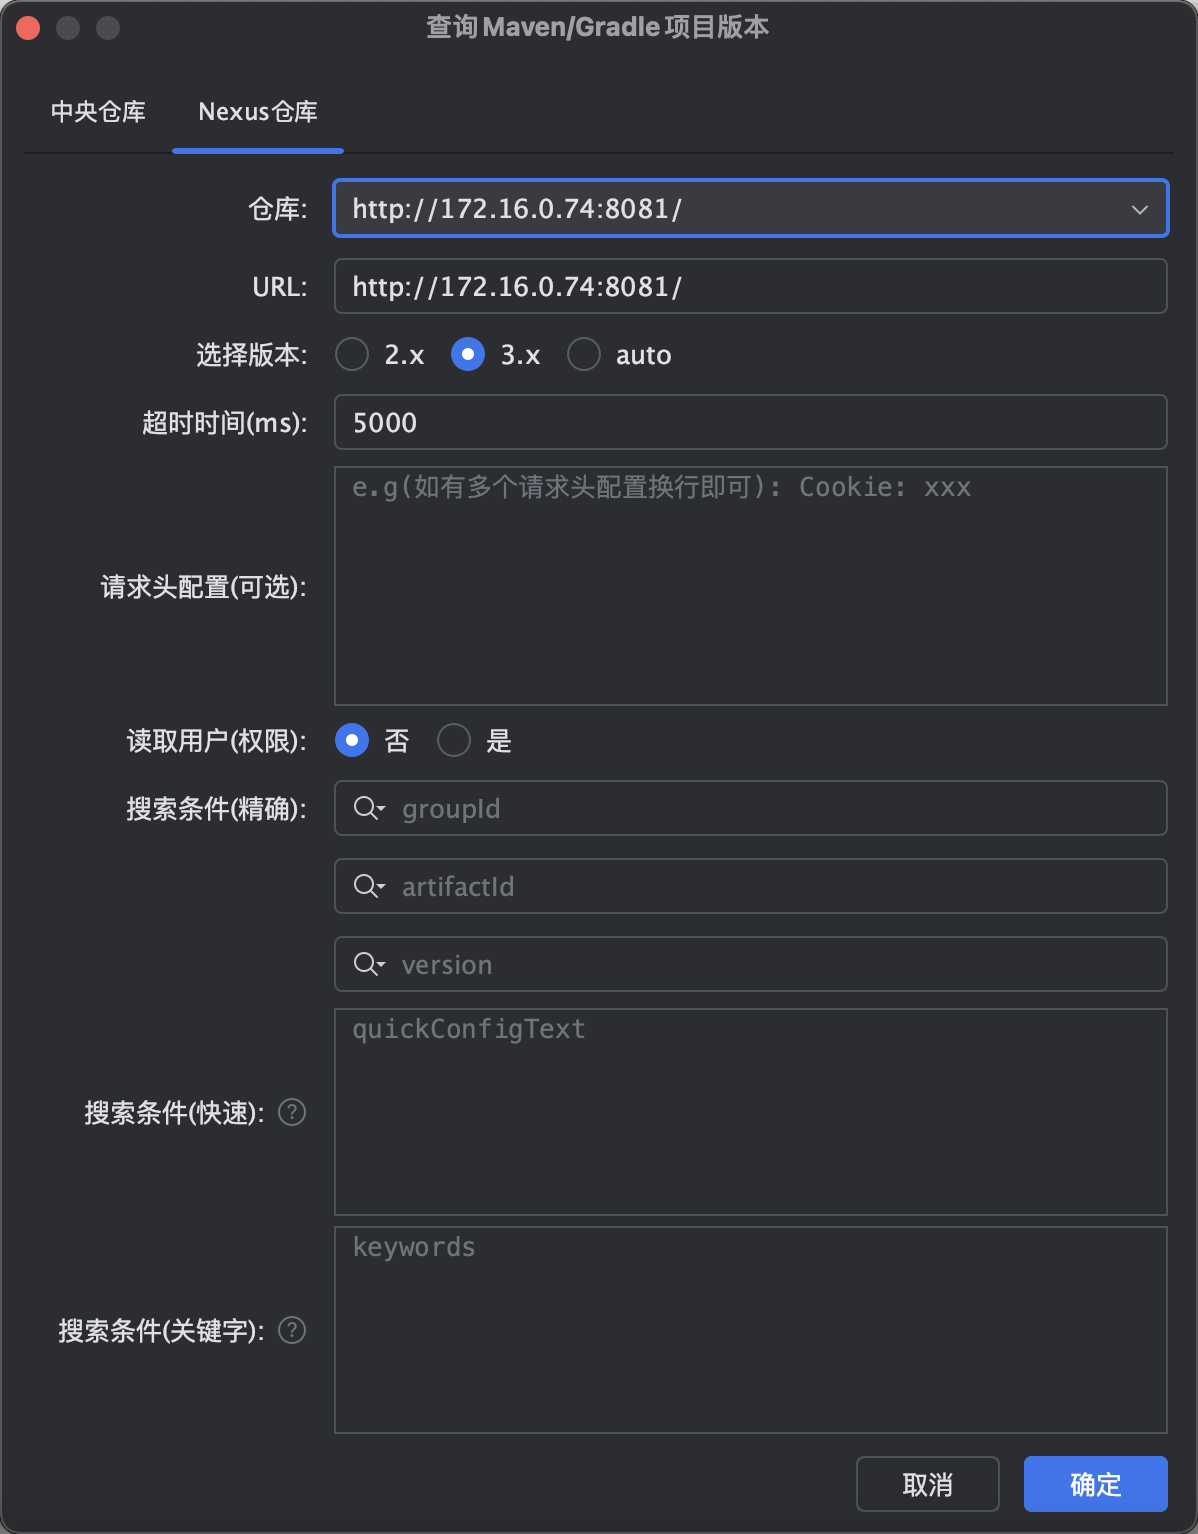 查询Maven/Gradle项目版本
中央仓库 Nexus仓库
仓库: http://172.16.0.74:8081/
URL: http://172.16.0.74:8081/
选择版本: 2.x 3.x auto
超时时间(ms): 5000
e.g(如有多个请求头配置换行即可): Cookie: xxx
请求头配置(可选):
读取用户(权限): 否 是
搜索条件(精确): groupId
artifactId
version
quickConfigText
搜索条件(快速): ?
keywords
搜索条件(关键字): ?
取消 确定